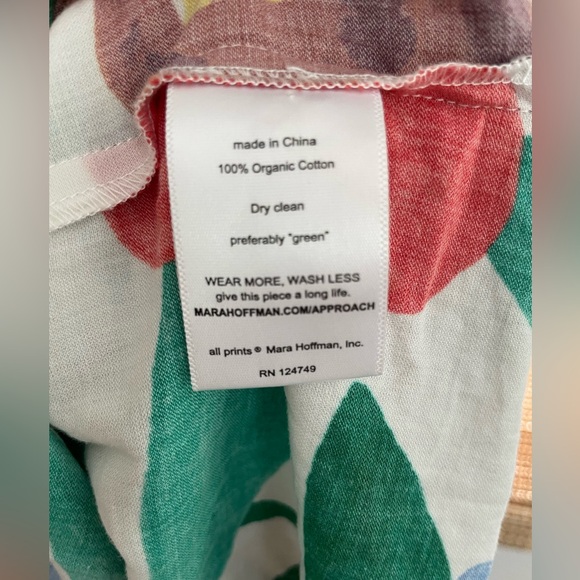 made in China
100% Organic Cotton
Dry clean
preferably "green"
WEAR MORE, WASH LESS
give this piece a long life.
MARAHOFFMAN.COM/APPROACH
all prints ® Mara Hoffman, Inc.
RN 124749